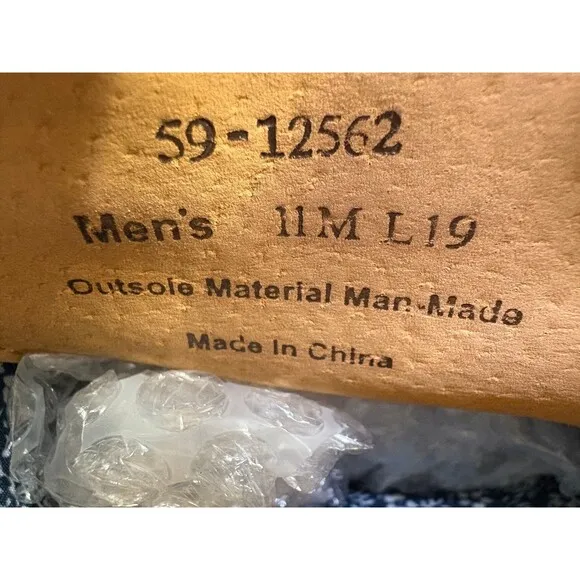 59-12562
Men's 11M L19
Outsole Material Man-Made
Made In China